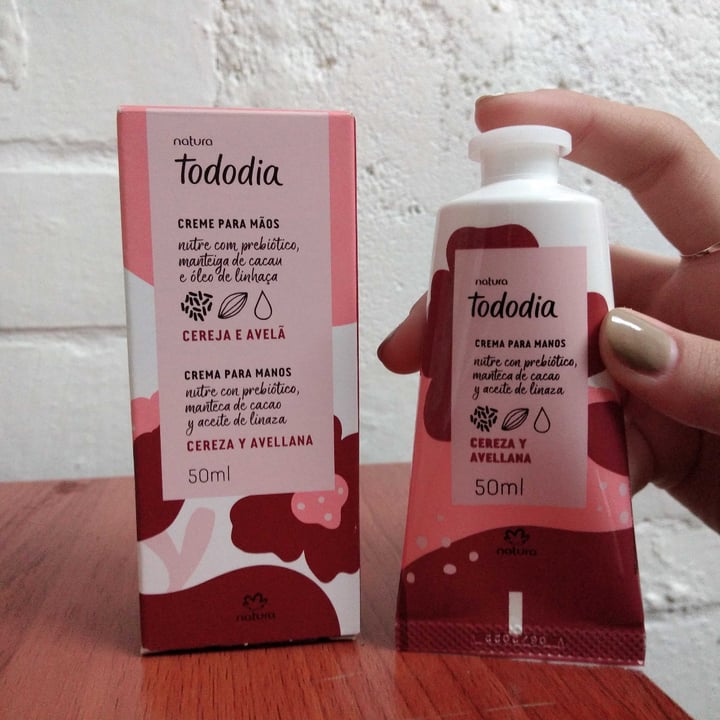 natura
Tododia
CREME PARA MÃOS
nutre com prebiótico,
manteiga de cacau
e óleo de linhaça
CEREJA E AVELÃ
CREMA PARA MANOS
nutre con prebiótico,
manteca de cacao
y aceite de linaza
CEREZA Y AVELLANA
50ml
natura
natura
Tododia
CREMA PARA MANOS
nutre con prebiótico,
manteca de cacao
y aceite de linaza
CEREZA Y
AVELLANA
50ml
natura